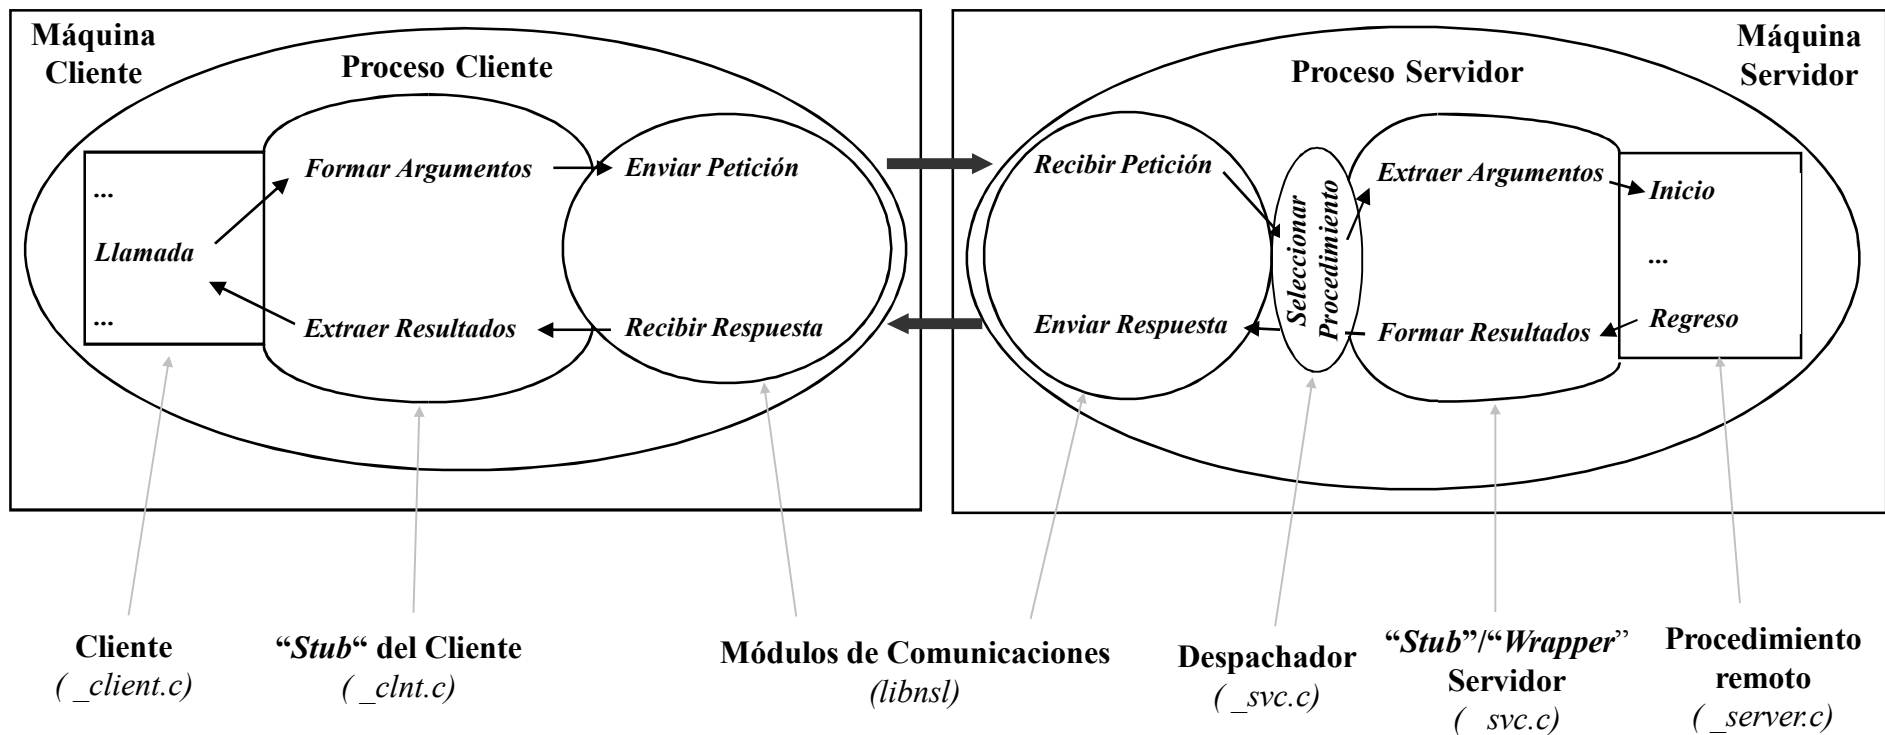 Máquina
Cliente
Proceso Cliente
...
Llamada
...
Formar Argumentos
Extraer Resultados
Enviar Petición
Recibir Respuesta
Máquina
Servidor
Proceso Servidor
Recibir Petición
Enviar Respuesta
Seleccionar
Procedimiento
Extraer Argumentos
Formar Resultados
Inicio
...
Regreso
Cliente
( _client.c)
“Stub“ del Cliente
( _clnt.c)
Módulos de Comunicaciones
(libnsl)
Despachador
( _svc.c)
“Stub”/“Wrapper”
Servidor
( svc.c)
Procedimiento
remoto
( _server.c)